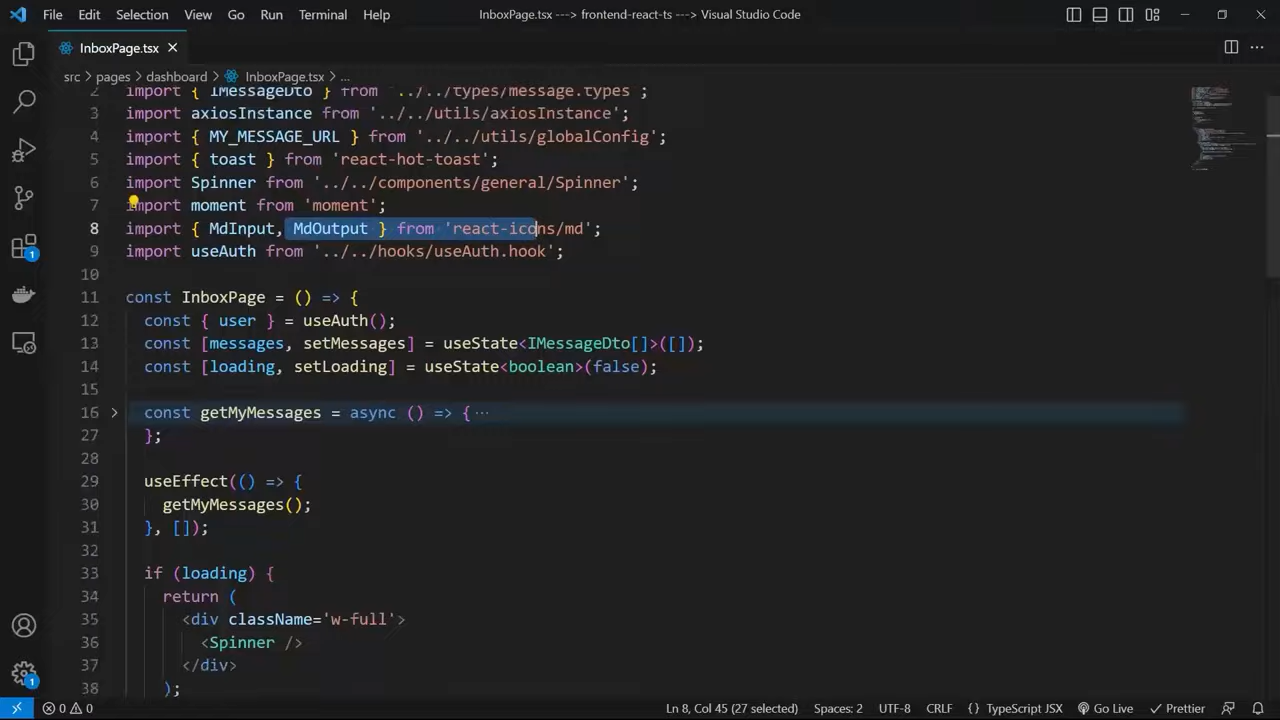 File Edit Selection View Go Run Terminal Help InboxPage.tsx ---> frontend-react-ts ---> Visual Studio Code
InboxPage.tsx
src > pages > dashboard > InboxPage.tsx > ...
2 import { IMessageDto } from '../../types/message.types';
3 import axiosInstance from '../../utils/axiosInstance';
4 import { MY_MESSAGE_URL } from '../../utils/globalConfig';
5 import { toast } from 'react-hot-toast';
6 import Spinner from '../../components/general/Spinner';
7 import moment from 'moment';
8 import { MdInput, MdOutput } from 'react-icons/md';
9 import useAuth from '../../hooks/useAuth.hook';
10
11 const InboxPage = () => {
12 const { user } = useAuth();
13 const [messages, setMessages] = useState<IMessageDto[]>([]);
14 const [loading, setLoading] = useState<boolean>(false);
15
16 const getMyMessages = async () => { ...
27 };
28
29 useEffect(() => {
30 getMyMessages();
31 }, []);
32
33 if (loading) {
34 return (
35 <div className='w-full'>
36 <Spinner />
37 </div>
38 );
1
1
0 0 Ln 8, Col 45 (27 selected) Spaces: 2 UTF-8 CRLF {} TypeScript JSX Go Live Prettier